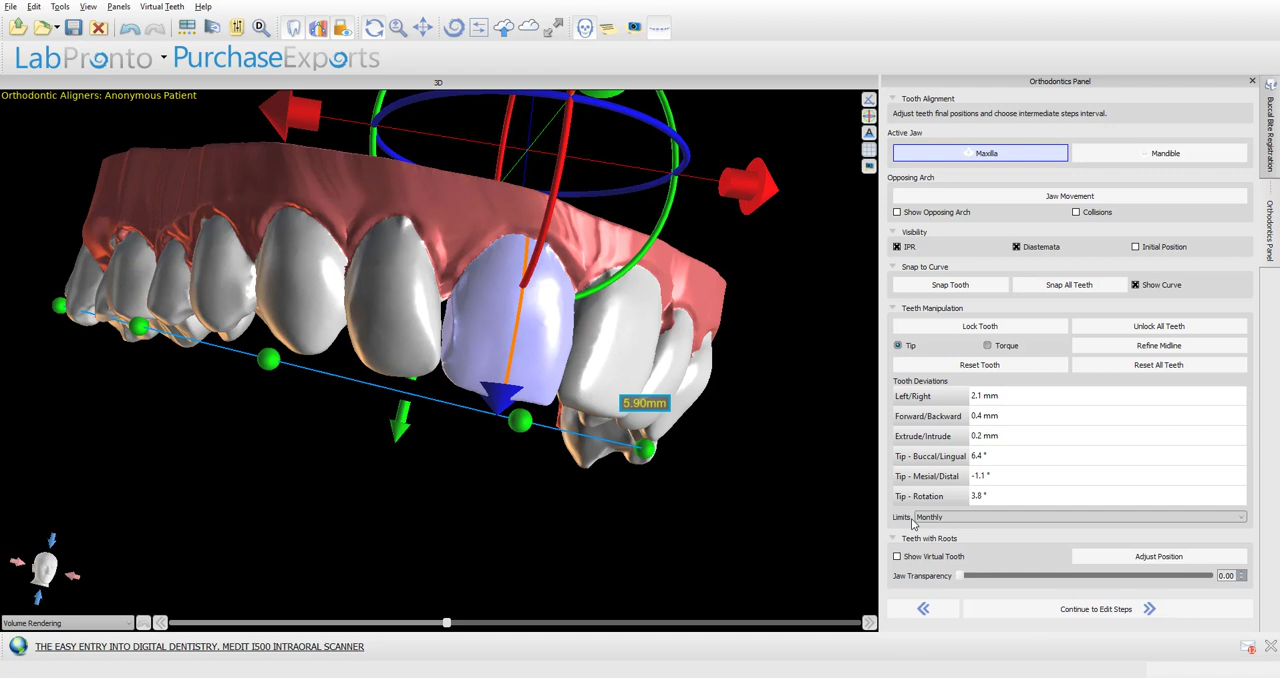 File Edit Tools View Panels Virtual Teeth Help
LabPronto PurchaseExports
3D
Orthodontic Aligners: Anonymous Patient
5.90mm
Volume Rendering
THE EASY ENTRY INTO DIGITAL DENTISTRY, MEDIT I500 INTRAORAL SCANNER
Orthodontics Panel
Tooth Alignment
Adjust teeth final positions and choose intermediate steps interval.
Active Jaw
Maxilla Mandible
Opposing Arch
Jaw Movement
Show Opposing Arch Collisions
Visibility
IPR Diastemata Initial Position
Snap to Curve
Snap Tooth Snap All Teeth Show Curve
Teeth Manipulation
Lock Tooth Unlock All Teeth
Tip Torque Refine Midline
Reset Tooth Reset All Teeth
Tooth Deviations
Left/Right 2.1 mm
Forward/Backward 0.4 mm
Extrude/Intrude 0.2 mm
Tip - Buccal/Lingual 6.4 °
Tip - Mesial/Distal -1.1 °
Tip - Rotation 3.8 °
Limits Monthly
Teeth with Roots
Show Virtual Tooth Adjust Position
Jaw Transparency 0.00
Continue to Edit Steps
Buccal Bite Registration
Orthodontics Panel